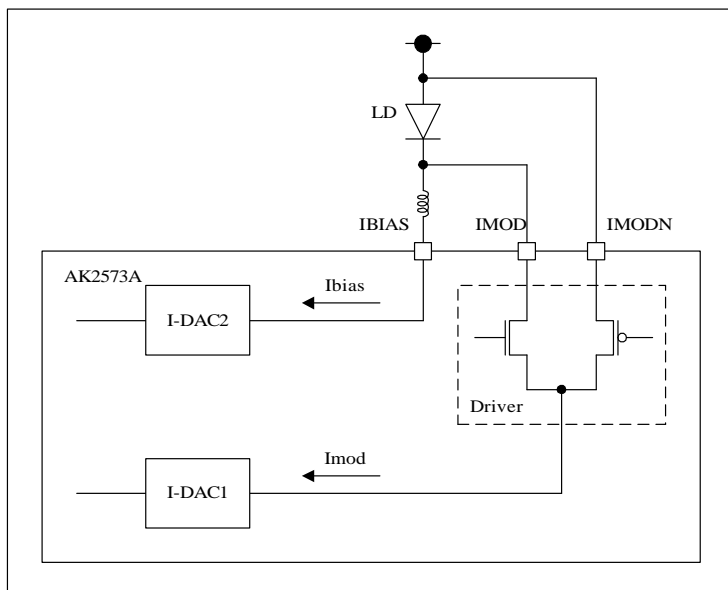 LD
IBIAS
IMOD
IMODN
AK2573A
Ibias
I-DAC2
Driver
Imod
I-DAC1